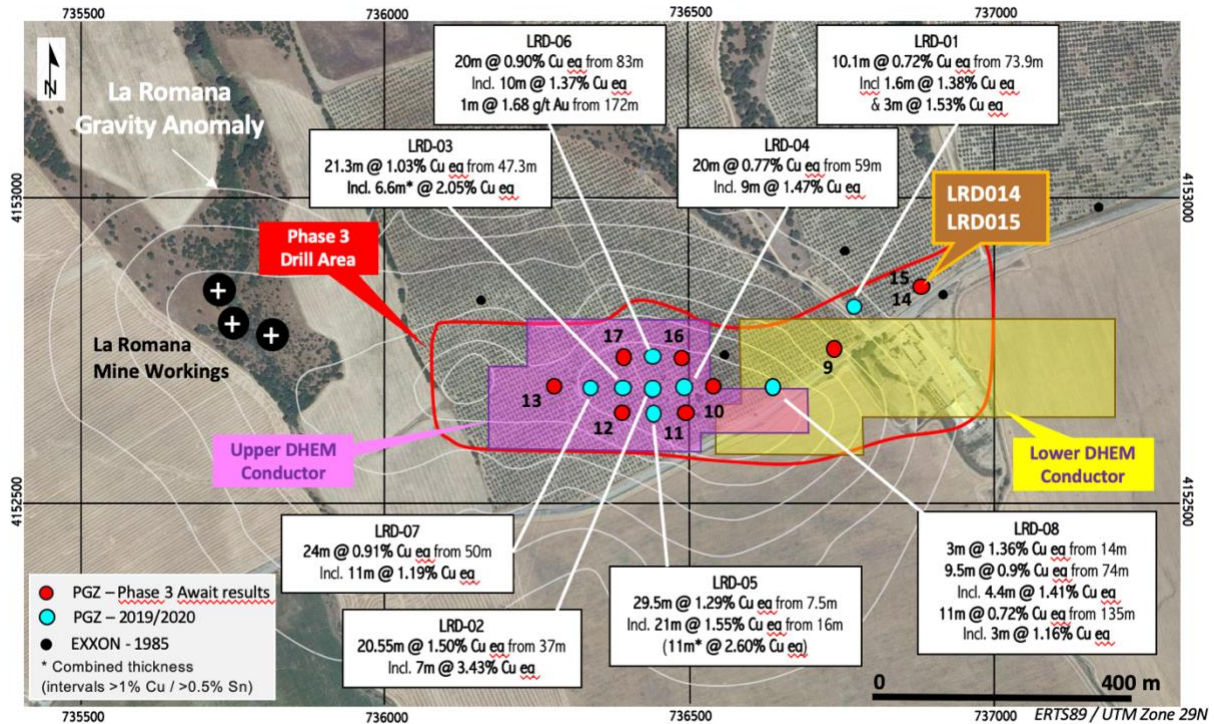 735500
736000
736500
737000
N
La Romana
Gravity Anomaly
LRD-06
20m @ 0.90% Cu eq from 83m
Incl. 10m @ 1.37% Cu eq
1m @ 1.68 g/t Au from 172m
LRD-01
10.1m @ 0.72% Cu eq from 73.9m
Incl 1.6m @ 1.38% Cu eq
& 3m @ 1.53% Cu eq
LRD-03
21.3m @ 1.03% Cu eq from 47.3m
Incl. 6.6m* @ 2.05% Cu eq
LRD-04
20m @ 0.77% Cu eq from 59m
Incl. 9m @ 1.47% Cu eq
4153000
4153000
LRD014
LRD015
Phase 3
Drill Area
15
14
La Romana
Mine Workings
17
16
9
13
12
11
10
Upper DHEM
Conductor
Lower DHEM
Conductor
4152500
4152500
LRD-07
24m @ 0.91% Cu eq from 50m
Incl. 11m @ 1.19% Cu eq
LRD-02
20.55m @ 1.50% Cu eq from 37m
Incl. 7m @ 3.43% Cu eq
LRD-05
29.5m @ 1.29% Cu eq from 7.5m
Incl. 21m @ 1.55% Cu eq from 16m
(11m* @ 2.60% Cu eq)
LRD-08
3m @ 1.36% Cu eq from 14m
9.5m @ 0.9% Cu eq from 74m
Incl. 4.4m @ 1.41% Cu eq
11m @ 0.72% Cu eq from 135m
Incl. 3m @ 1.16% Cu eq
PGZ – Phase 3 Await results
PGZ – 2019/2020
EXXON - 1985
* Combined thickness
(intervals >1% Cu / >0.5% Sn)
0 400 m
735500
736000
736500
737000
ERTS89 / UTM Zone 29N